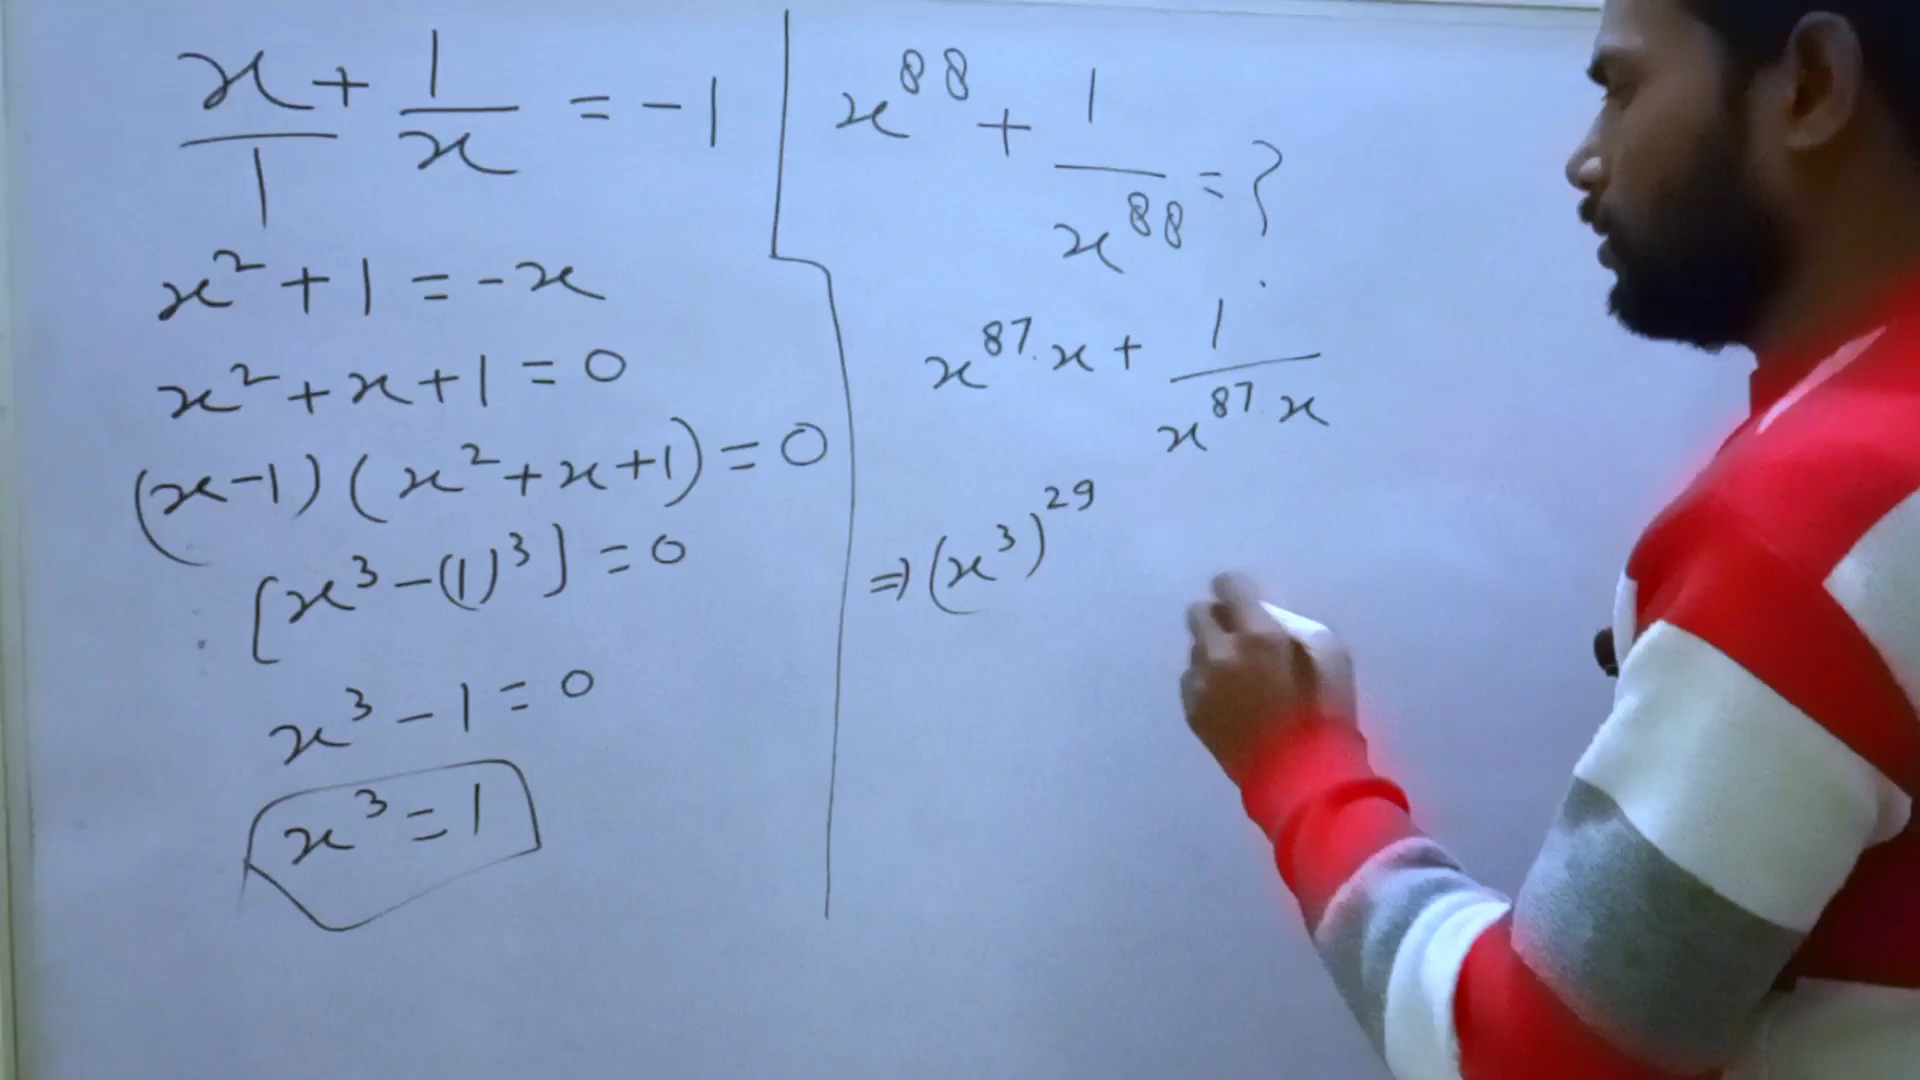 x/1 + 1/x = -1
x² + 1 = -x
x² + x + 1 = 0
(x-1) (x² + x + 1) = 0
[x³ - (1)³] = 0
x³ - 1 = 0
x³ = 1
x⁸⁸ + 1/x⁸⁸ = ?
x⁸⁷. x + 1/x⁸⁷. x
⇒ (x³)²⁹